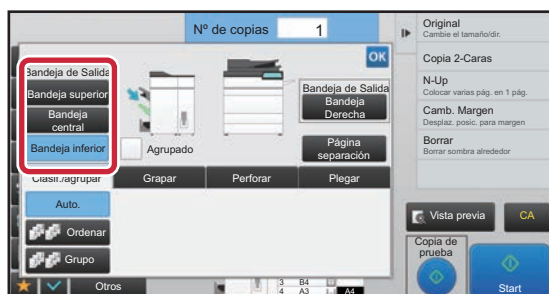 Nº de copias 1
OK
Bandeja de Salida
Bandeja superior
Bandeja
central
Bandeja inferior
Agrupado
Bandeja de Salida
Bandeja
Derecha
Página
separación
Clasif./agrupar
Grapar
Perforar
Plegar
Auto.
Ordenar
Grupo
Otros
3 B4
4 A3
A4
Original
Cambie el tamaño/dir.
Copia 2-Caras
N-Up
Colocar varias pág. en 1 pág.
Camb. Margen
Desplaz. posic. para margen
Borrar
Borrar sombra alrededor
Vista previa
CA
Copia de
prueba
Start